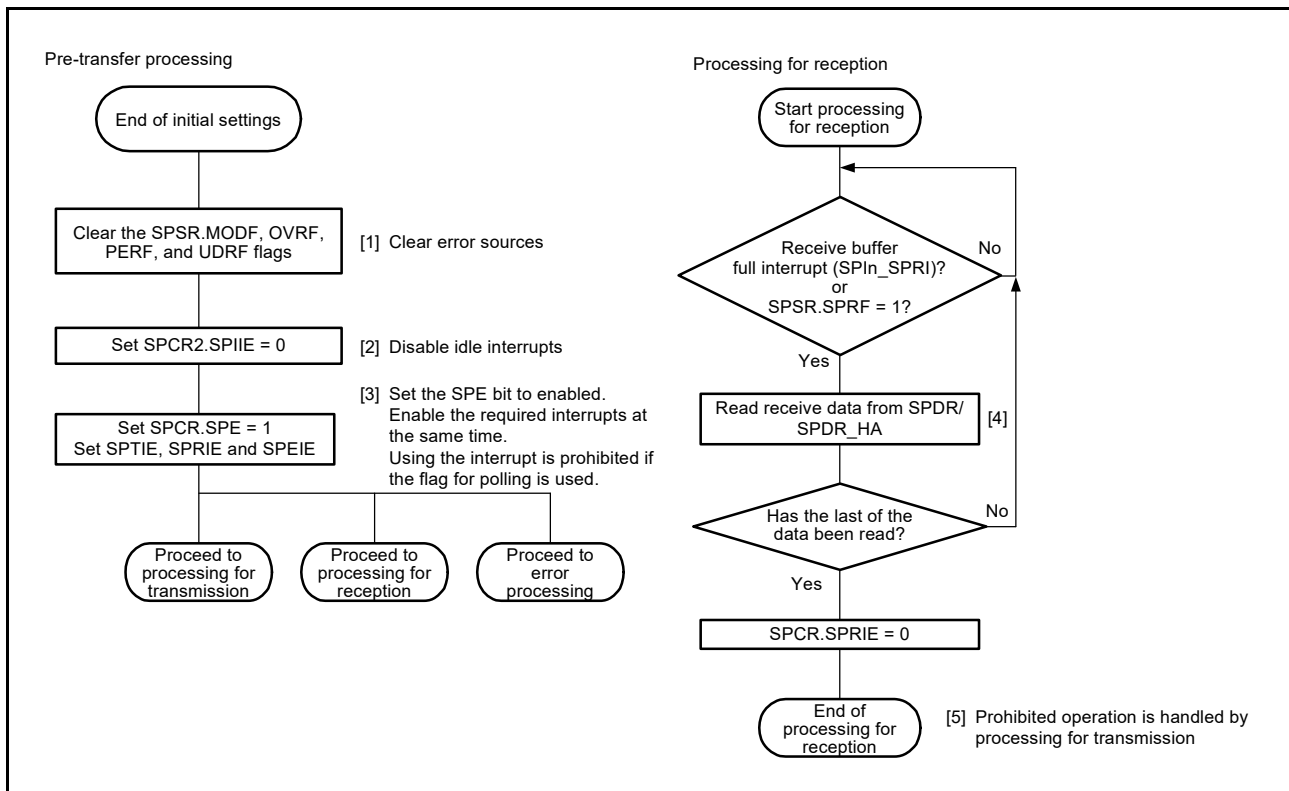 Pre-transfer processing
End of initial settings
Clear the SPSR.MODF, OVRF,
PERF, and UDRF flags
[1] Clear error sources
Set SPCR2.SPIIE = 0
[2] Disable idle interrupts
Set SPCR.SPE = 1
Set SPTIE, SPRIE and SPEIE
[3] Set the SPE bit to enabled.
Enable the required interrupts at
the same time.
Using the interrupt is prohibited if
the flag for polling is used.
Proceed to
processing for
transmission
Proceed to
processing for
reception
Proceed to
error
processing
Processing for reception
Start processing
for reception
Receive buffer
full interrupt (SPIn_SPRI)?
or
SPSR.SPRF = 1?
No
Yes
Read receive data from SPDR/
SPDR_HA
[4]
Has the last of the
data been read?
No
Yes
SPCR.SPRIE = 0
End of
processing for
reception
[5] Prohibited operation is handled by
processing for transmission